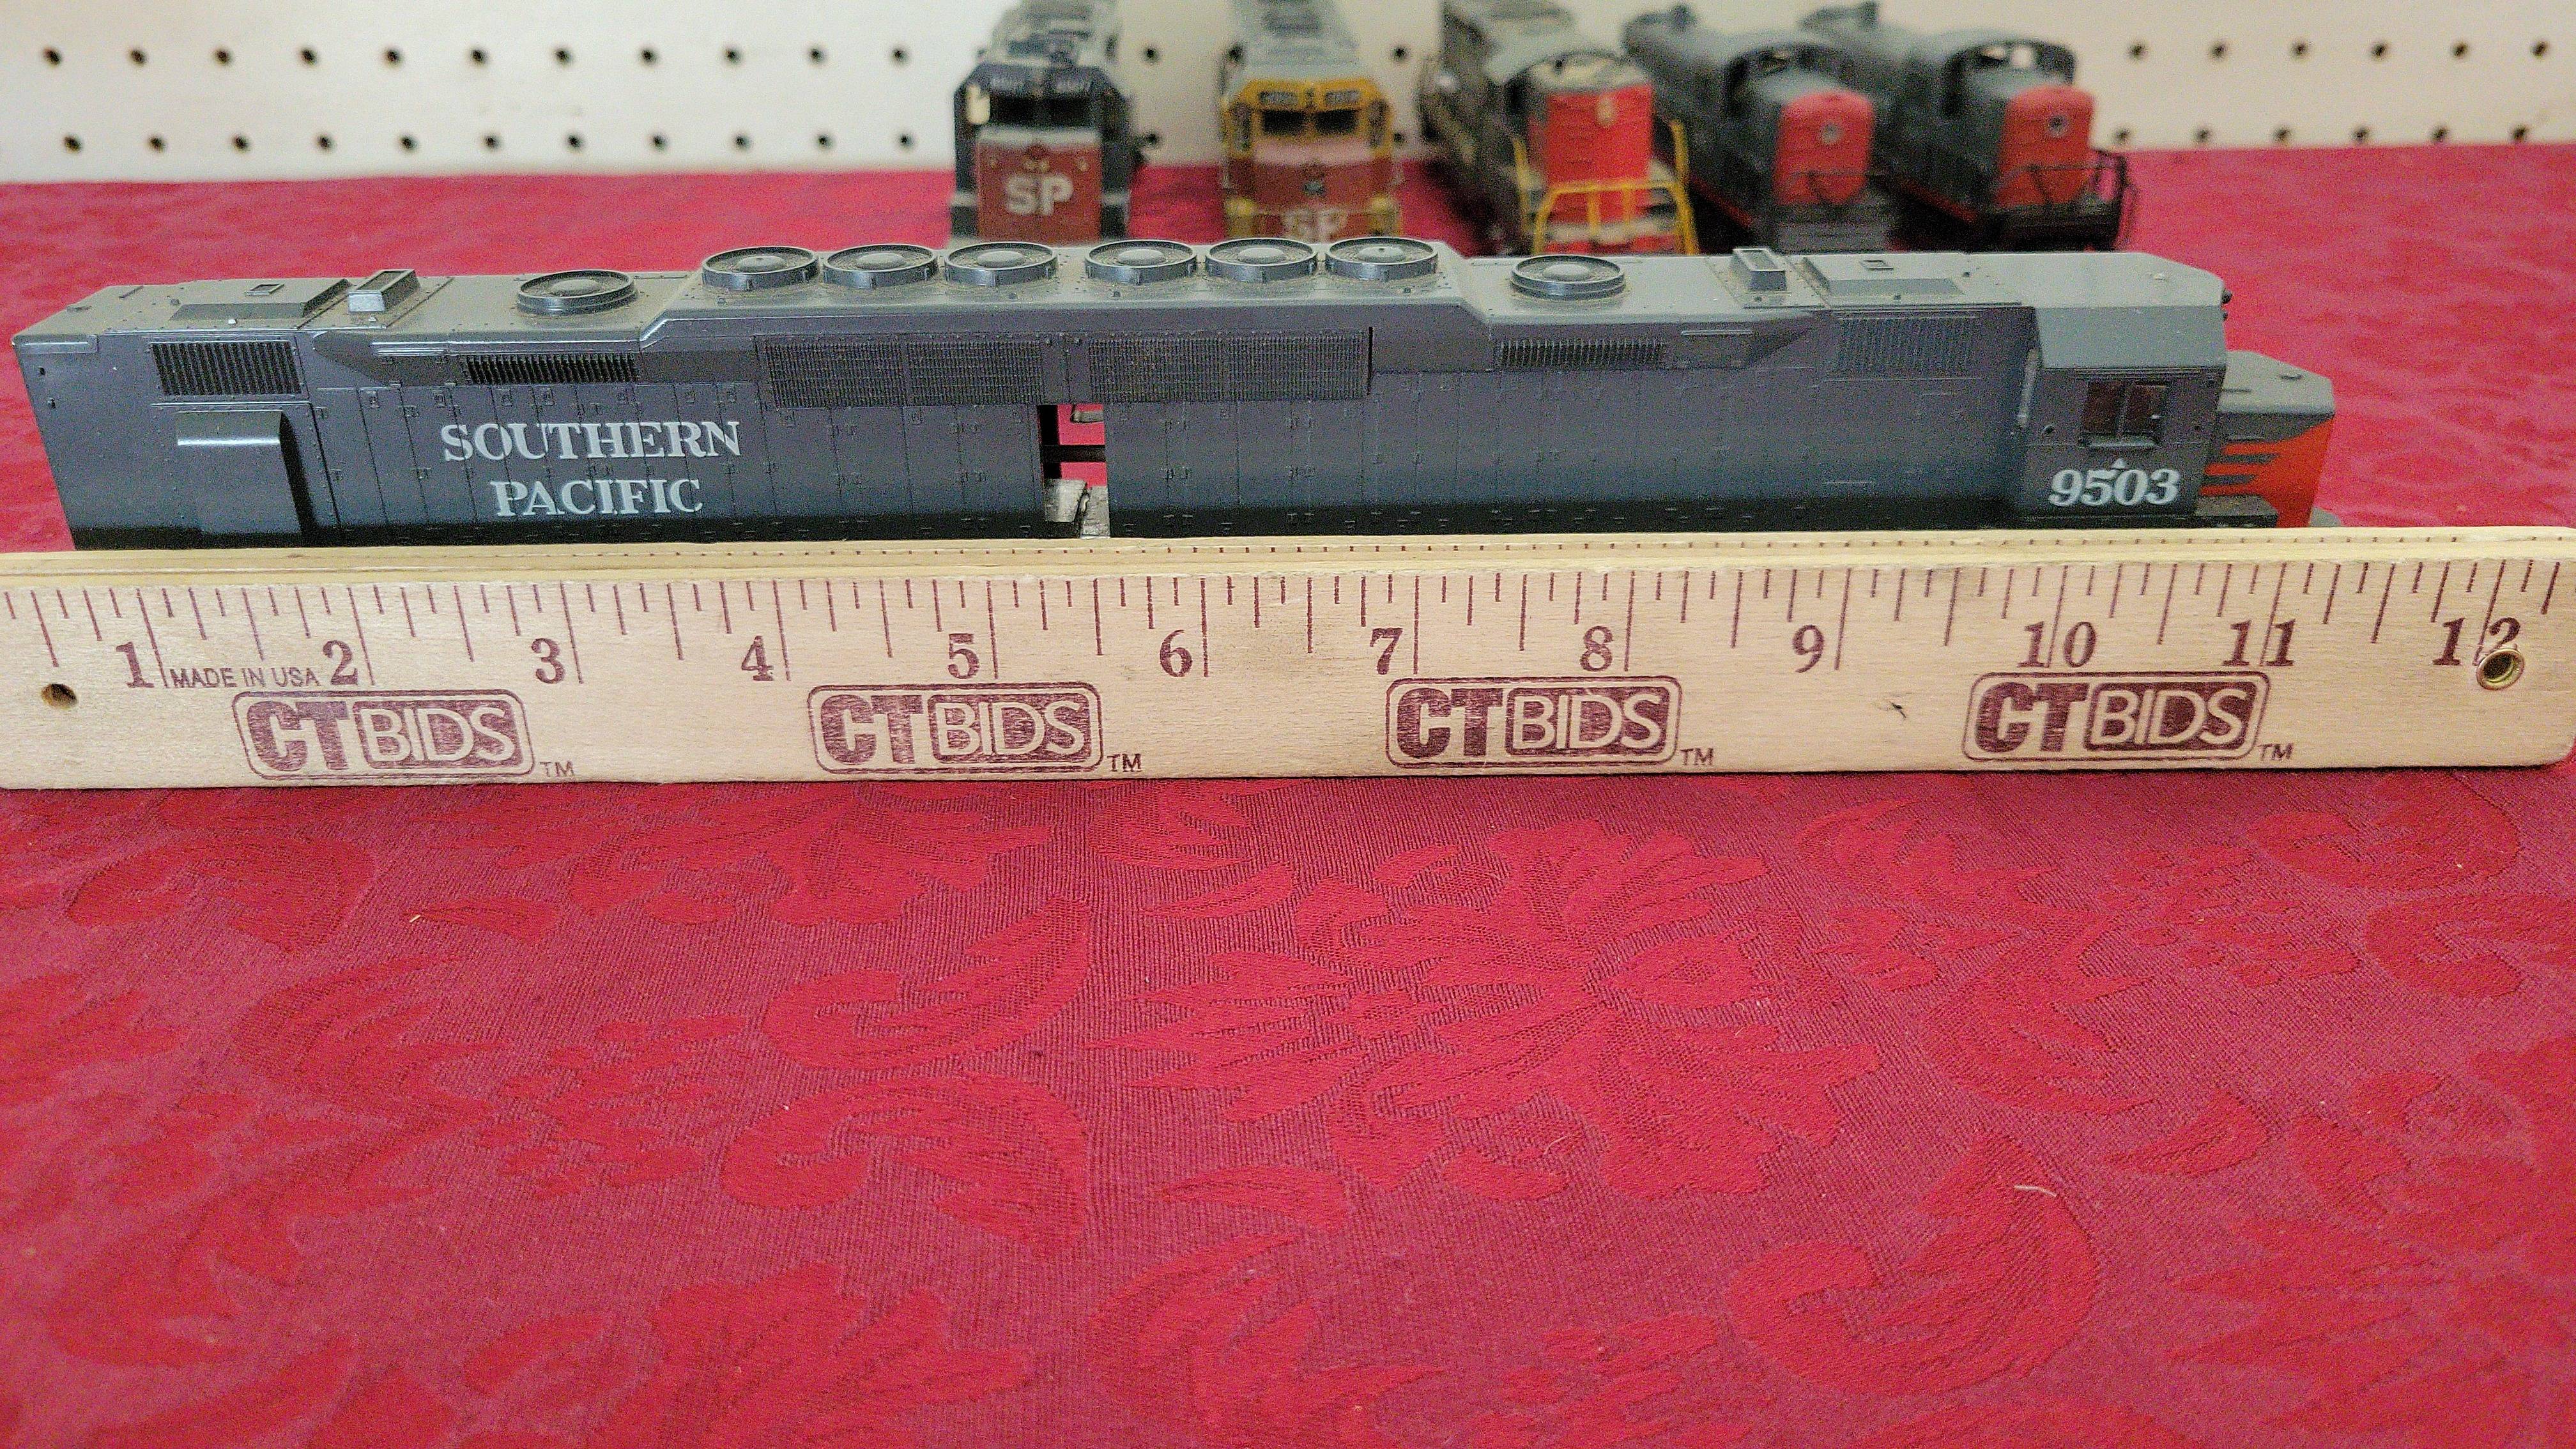 SP
SP
SOUTHERN
PACIFIC
9503
1 2 3 4 5 6 7 8 9 10 11 12
MADE IN USA
CTBIDS™ CTBIDS™ CTBIDS™ CTBIDS™